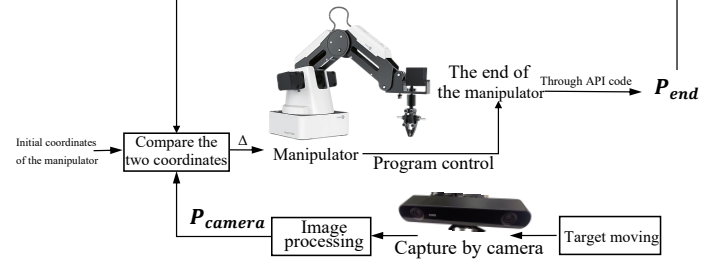 The end of
the manipulator
Through API code
P_end
Initial coordinates
of the manipulator
Compare the
two coordinates
Δ
Manipulator
Program control
P_camera
Image
processing
Capture by camera
Target moving